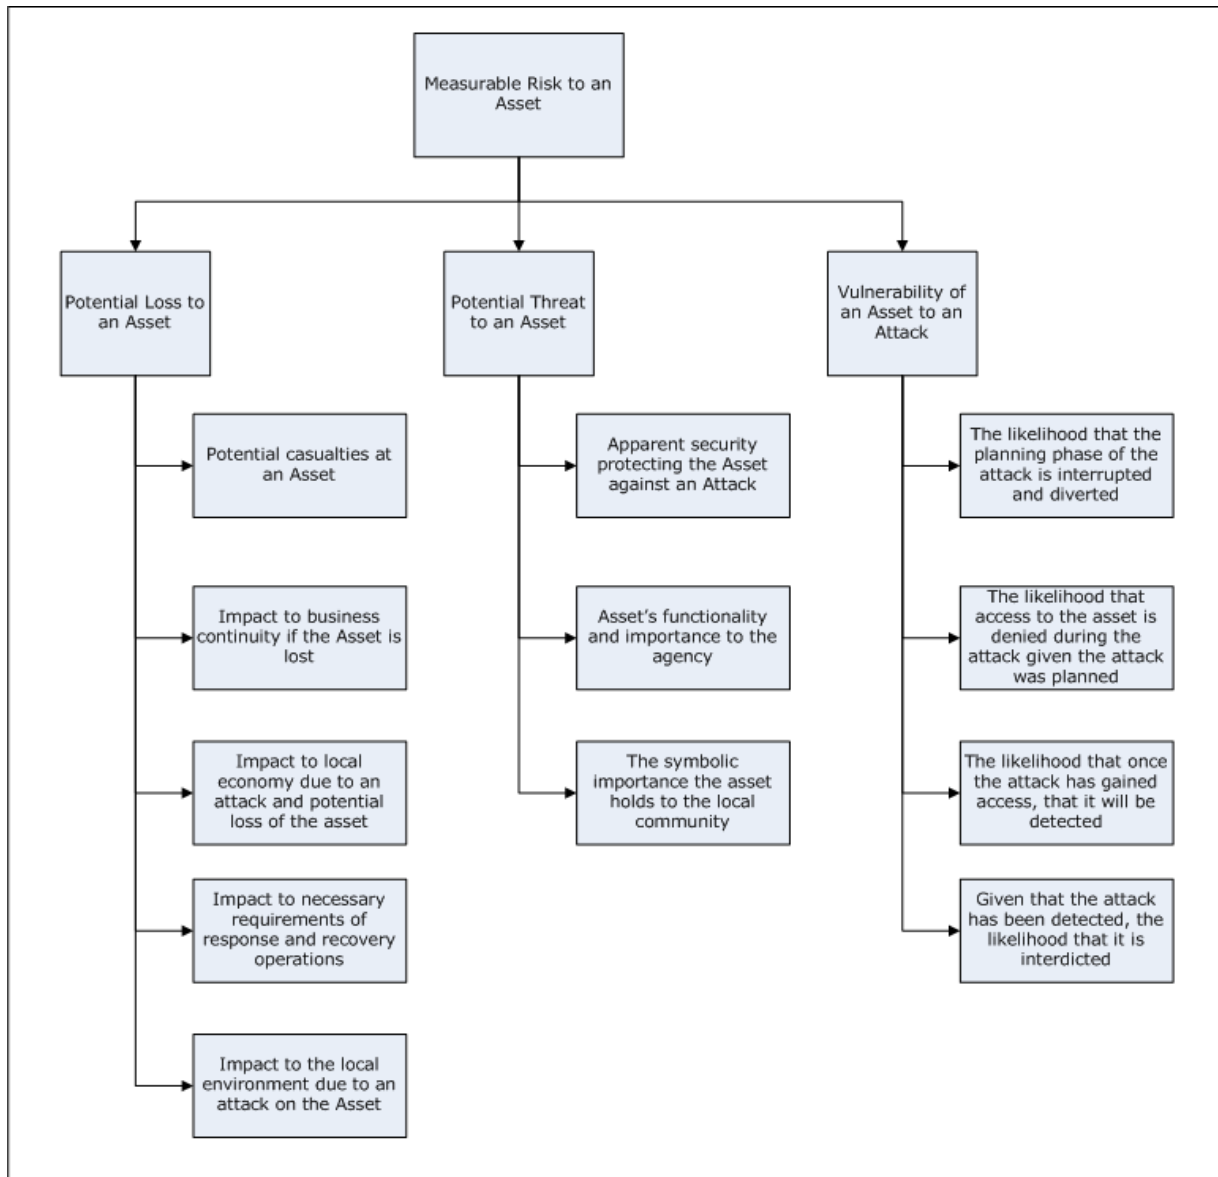 Measurable Risk to an
Asset
Potential Loss to
an Asset
Potential Threat
to an Asset
Vulnerability of
an Asset to an
Attack
Potential casualties at
an Asset
Impact to business
continuity if the Asset is
lost
Impact to local
economy due to an
attack and potential
loss of the asset
Impact to necessary
requirements of
response and recovery
operations
Impact to the local
environment due to an
attack on the Asset
Apparent security
protecting the Asset
against an Attack
Asset's functionality
and importance to the
agency
The symbolic
importance the asset
holds to the local
community
The likelihood that the
planning phase of the
attack is interrupted
and diverted
The likelihood that
access to the asset is
denied during the
attack given the attack
was planned
The likelihood that once
the attack has gained
access, that it will be
detected
Given that the attack
has been detected, the
likelihood that it is
interdicted